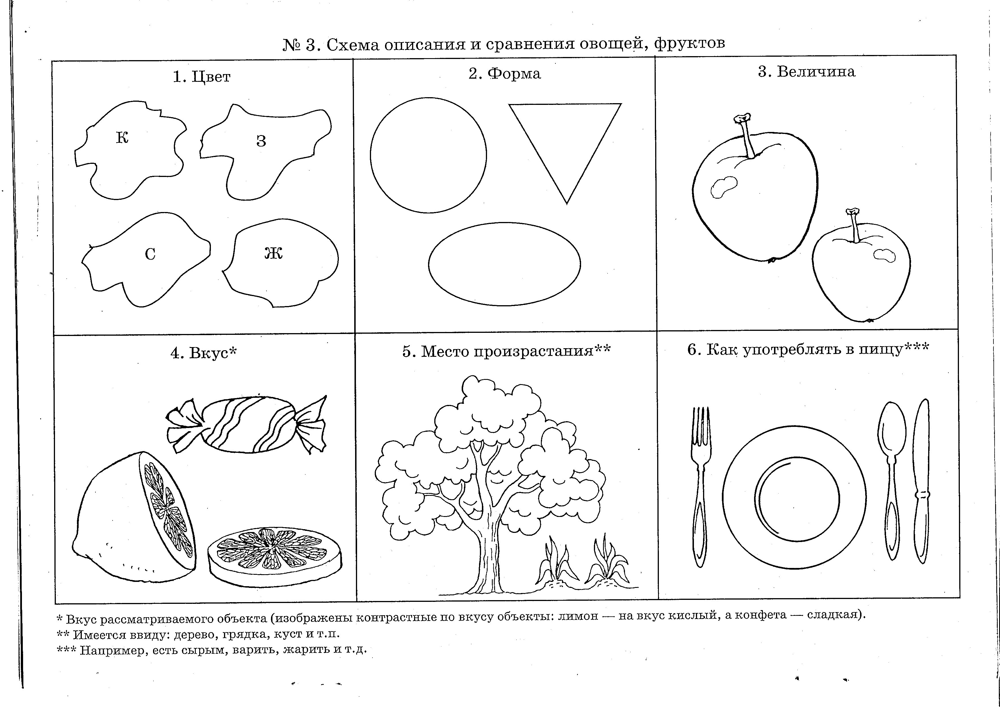 № 3. Схема описания и сравнения овощей, фруктов
1. Цвет
2. Форма
3. Величина
К
З
С
Ж
4. Вкус*
5. Место произрастания**
6. Как употреблять в пищу***
* Вкус рассматриваемого объекта (изображены контрастные по вкусу объекты: лимон — на вкус кислый, а конфета — сладкая).
** Имеется ввиду: дерево, грядка, куст и т.п.
*** Например, есть сырым, варить, жарить и т.д.